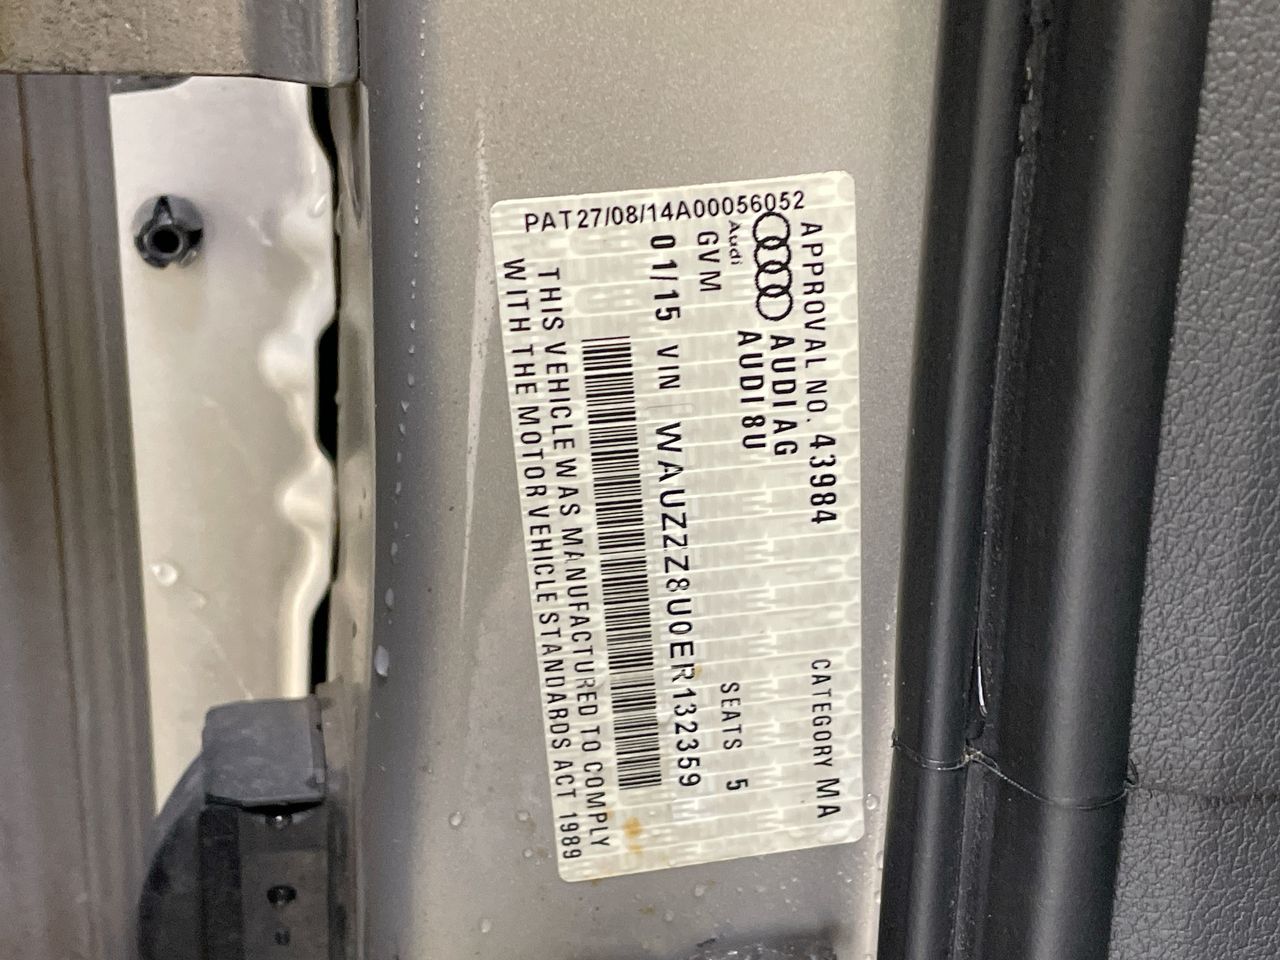 PAT27/08/14A00056052
APPROVAL NO. 43984 CATEGORY MA
AUDI AG
Audi AUDI 8U
GVM SEATS 5
01/15 VIN WAUZZZ8U0ER132359
THIS VEHICLE WAS MANUFACTURED TO COMPLY
WITH THE MOTOR VEHICLE STANDARDS ACT 1989